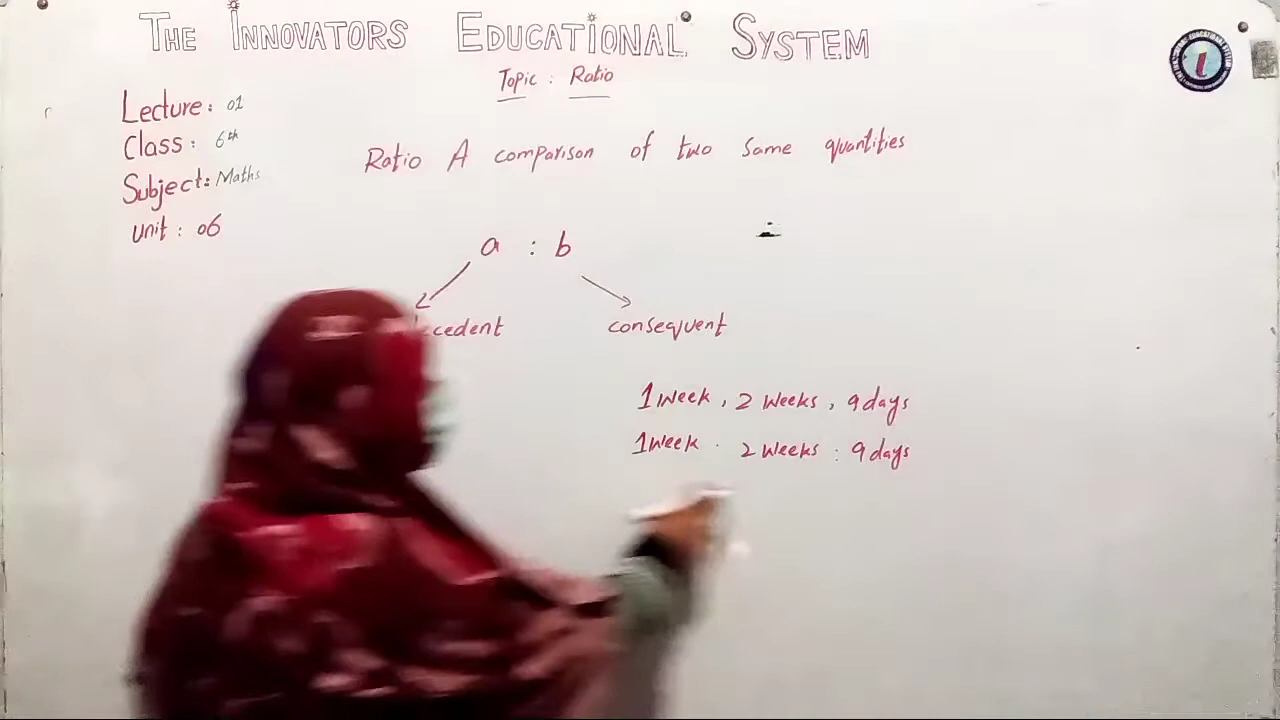 THE INNOVATORS EDUCATIONAL SYSTEM
Topic : Ratio
Lecture: 01
Class: 6th
Subject: Maths
Unit : 06
Ratio A comparison of two same quantities
a : b
cedent consequent
1 week , 2 weeks , 9 days
1 week : 2 weeks : 9 days